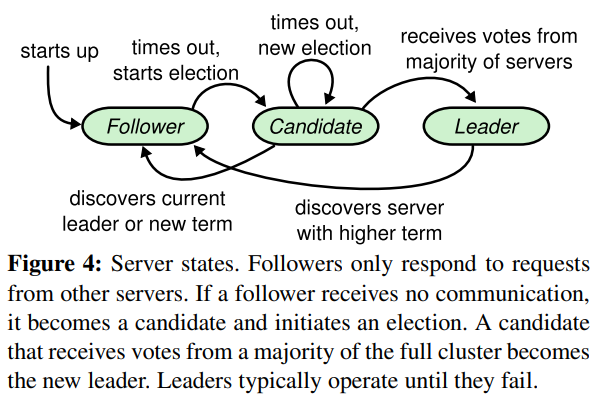 starts up
times out,
starts election
times out,
new election
receives votes from
majority of servers
Follower
Candidate
Leader
discovers current
leader or new term
discovers server
with higher term
Figure 4: Server states. Followers only respond to requests
from other servers. If a follower receives no communication,
it becomes a candidate and initiates an election. A candidate
that receives votes from a majority of the full cluster becomes
the new leader. Leaders typically operate until they fail.